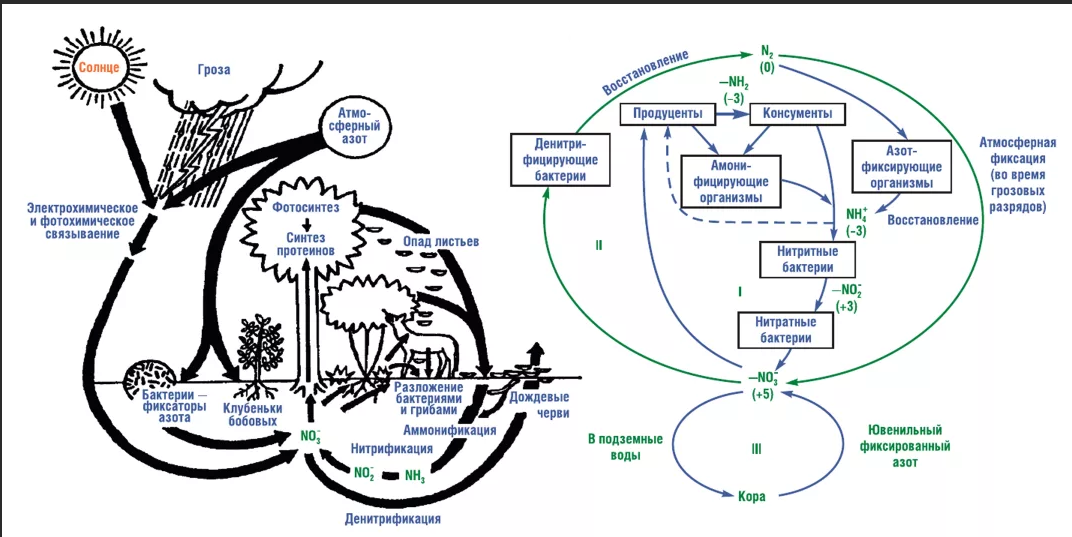 Солнце
Гроза
Атмо-
сферный
азот
Электрохимическое
и фотохимическое
связываение
Фотосинтез
Синтез
протеинов
Опад листьев
Бактерии —
фиксаторы
азота
Клубеньки
бобовых
Разложение
бактериями
и грибами
Дождевые
черви
Аммонификация
NO₃⁻
Нитрификация
NO₂⁻
NH₃
Денитрификация
N₂
(0)
Восстановление
—NH₂
(–3)
Продуценты
Консументы
Денитри-
фицирующие
бактерии
Амони-
фицирующие
организмы
Азот-
фиксирующие
организмы
Атмосферная
фиксация
(во время
грозовых
разрядов)
NH₄⁺
(–3)
Восстановление
II
Нитритные
бактерии
I
—NO₂⁻
(+3)
Нитратные
бактерии
—NO₃⁻
(+5)
В подземные
воды
III
Ювенильный
фиксированный
азот
Кора